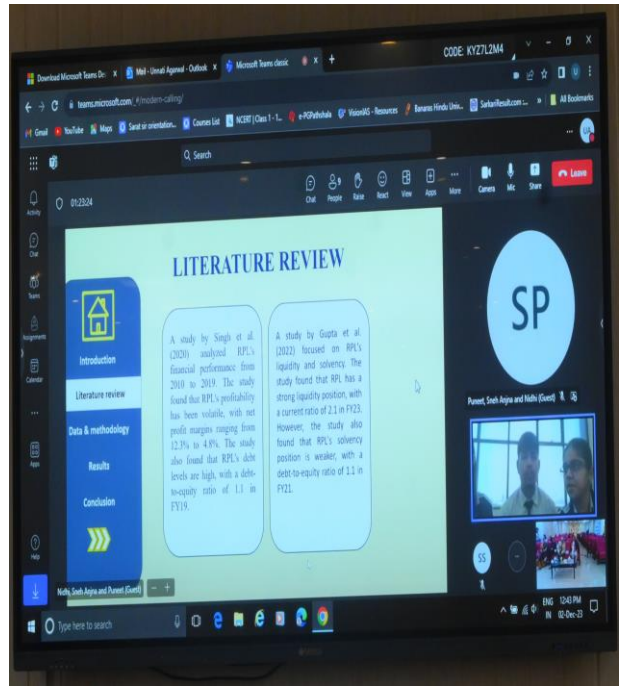 CODE: KYZ7L2M4
Download Microsoft Teams De
Mail - Unnati Agarwal - Outlook
Microsoft Teams classic
teams.microsoft.com/_#/modern-calling/
Gmail
YouTube
Maps
Sarat sir orientation...
Courses List
NCERT | Class 1 - 1...
e-PGPathshala
VisionIAS - Resources
Banaras Hindu Univ...
SarkariResult.com :...
»
All Bookmarks
Search
UA
01:23:24
Chat
9
People
Raise
React
View
Apps
More
Camera
Mic
Share
Leave
Activity
Chat
Teams
Assignments
Calendar
Apps
Help
Introduction
Literature review
Data & methodology
Results
Conclusion
LITERATURE REVIEW
A study by Singh et al.
(2020) analyzed RPL's
financial performance from
2010 to 2019. The study
found that RPL's profitability
has been volatile, with net
profit margins ranging from
12.3% to 4.8%. The study
also found that RPL's debt
levels are high, with a debt-
to-equity ratio of 1.1 in
FY19.
A study by Gupta et al.
(2022) focused on RPL's
liquidity and solvency. The
study found that RPL has a
strong liquidity position, with
a current ratio of 2.1 in FY23.
However, the study also
found that RPL's solvency
position is weaker, with a
debt-to-equity ratio of 1.1 in
FY21.
SP
Puneet, Sneh Anjna and Nidhi (Guest)
SS
Nidhi, Sneh Anjna and Puneet (Guest)
Type here to search
ENG
IN
12:43 PM
02-Dec-23